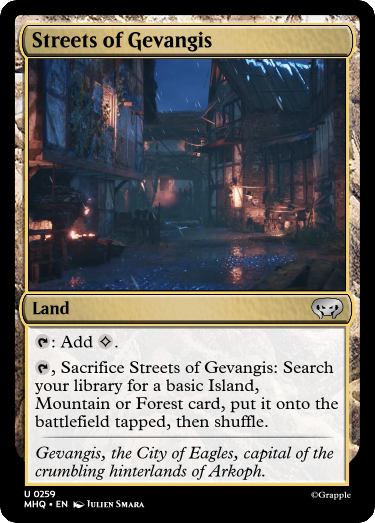 Streets of Gevangis
Land
: Add .
, Sacrifice Streets of Gevangis: Search
your library for a basic Island,
Mountain or Forest card, put it onto the
battlefield tapped, then shuffle.
Gevangis, the City of Eagles, capital of the
crumbling hinterlands of Arkoph.
U 0259
MHQ • EN Julien Smara
©Grapple